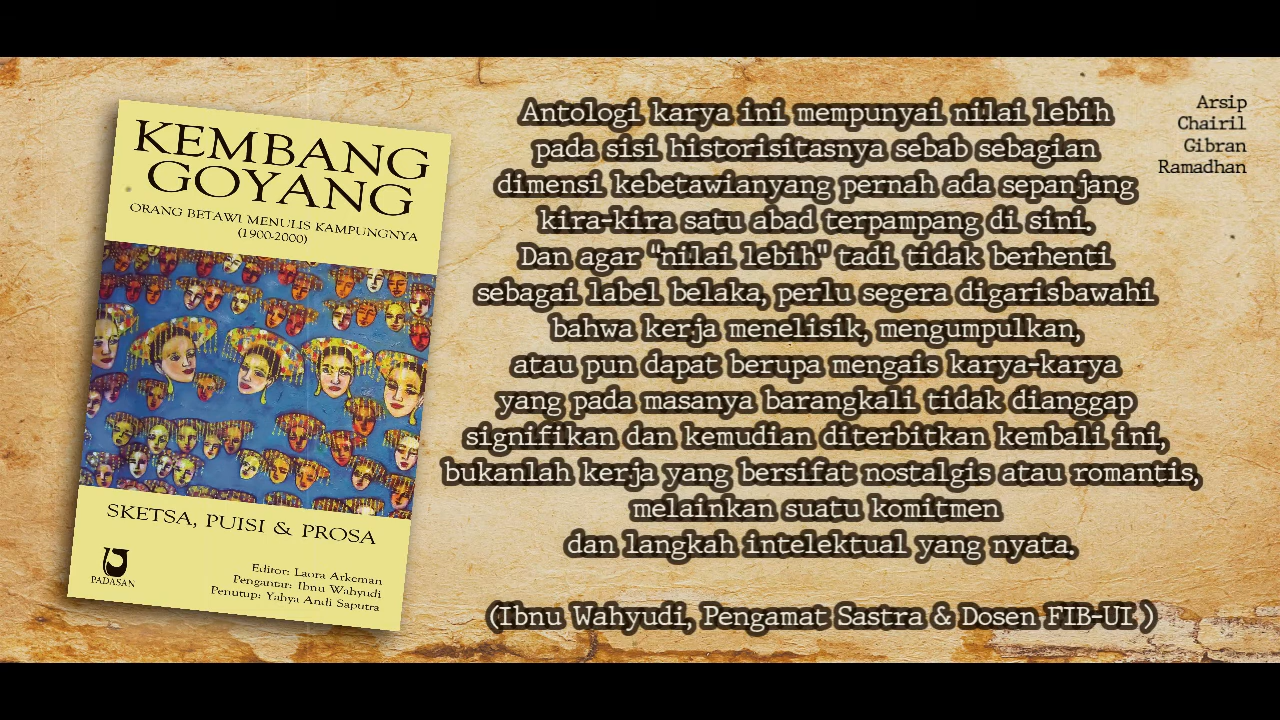 KEMBANG
GOYANG
ORANG BETAWI MENULIS KAMPUNGNYA
(1900-2000)
SKETSA, PUISI & PROSA
PADASAN
Editor: Laora Arkeman
Pengantar: Ibnu Wahyudi
Penutup: Yahya Andi Saputra
Antologi karya ini mempunyai nilai lebih
pada sisi historisitasnya sebab sebagian
dimensi kebetawianyang pernah ada sepanjang
kira-kira satu abad terpampang di sini.
Dan agar "nilai lebih" tadi tidak berhenti
sebagai label belaka, perlu segera digarisbawahi
bahwa kerja menelisik, mengumpulkan,
atau pun dapat berupa mengais karya-karya
yang pada masanya barangkali tidak dianggap
signifikan dan kemudian diterbitkan kembali ini,
bukanlah kerja yang bersifat nostalgis atau romantis,
melainkan suatu komitmen
dan langkah intelektual yang nyata.
(Ibnu Wahyudi, Pengamat Sastra & Dosen FIB-UI )
Arsip
Chairil
Gibran
Ramadhan